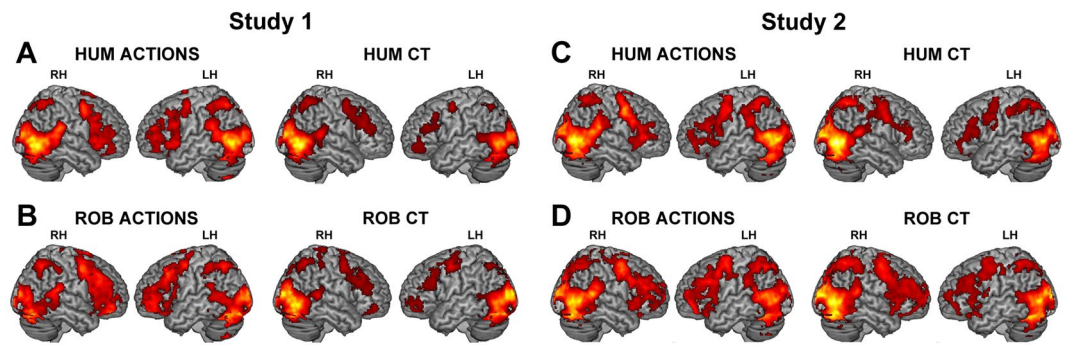 Study 1
Study 2
A HUM ACTIONS HUM CT
RH LH RH LH
C HUM ACTIONS HUM CT
RH LH RH LH
B ROB ACTIONS ROB CT
RH LH RH LH
D ROB ACTIONS ROB CT
RH LH RH LH